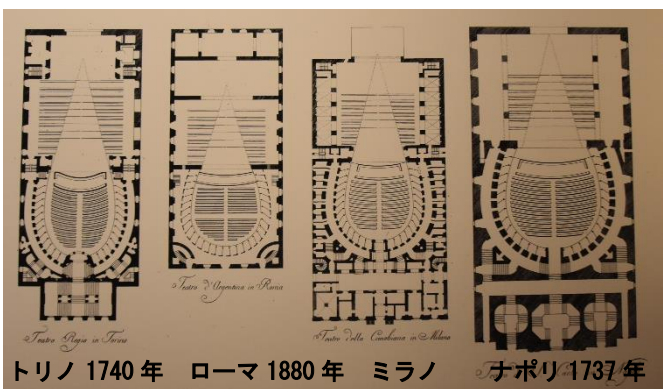 Teatro Regio in Torino
Teatro d'Argentina in Roma
Teatro della Canobiana in Milano
トリノ 1740 年
ローマ 1880 年
ミラノ
ナポリ 1737 年